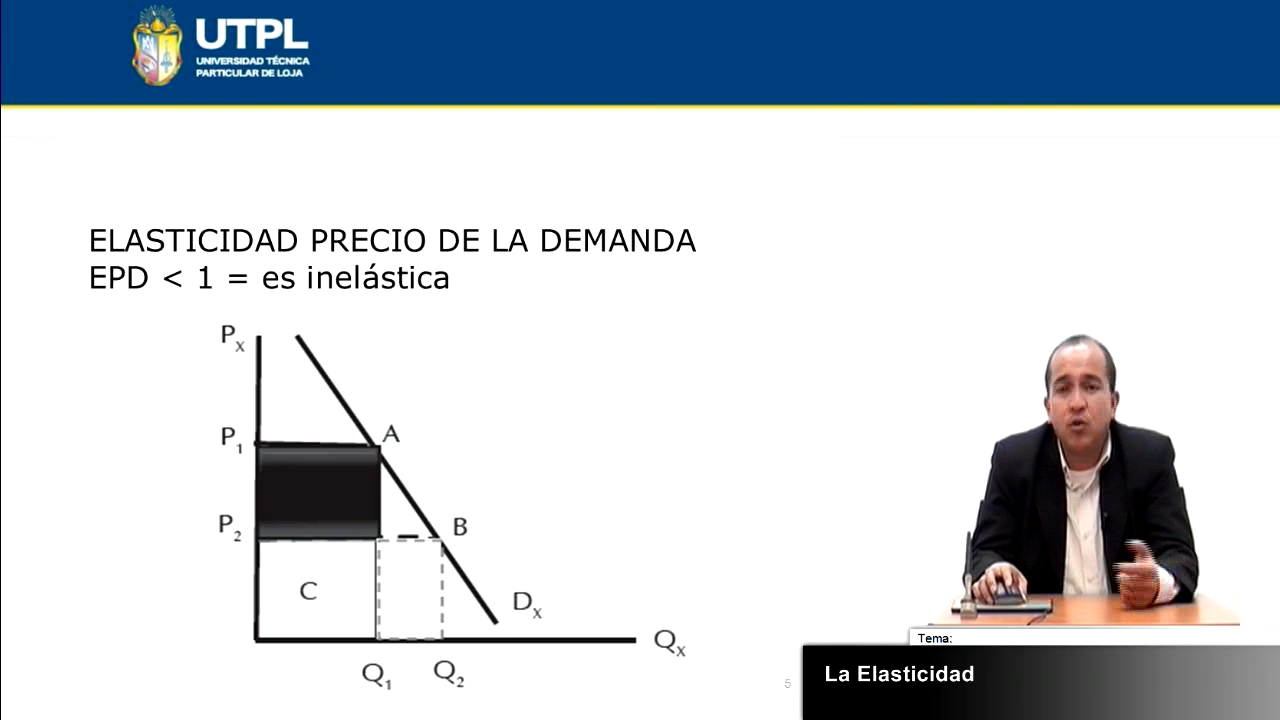 UTPL
UNIVERSIDAD TÉCNICA
PARTICULAR DE LOJA
ELASTICIDAD PRECIO DE LA DEMANDA
EPD < 1 = es inelástica
Px
P1
A
P2
B
C
Dx
Qx
Q1 Q2
5
Tema:
La Elasticidad